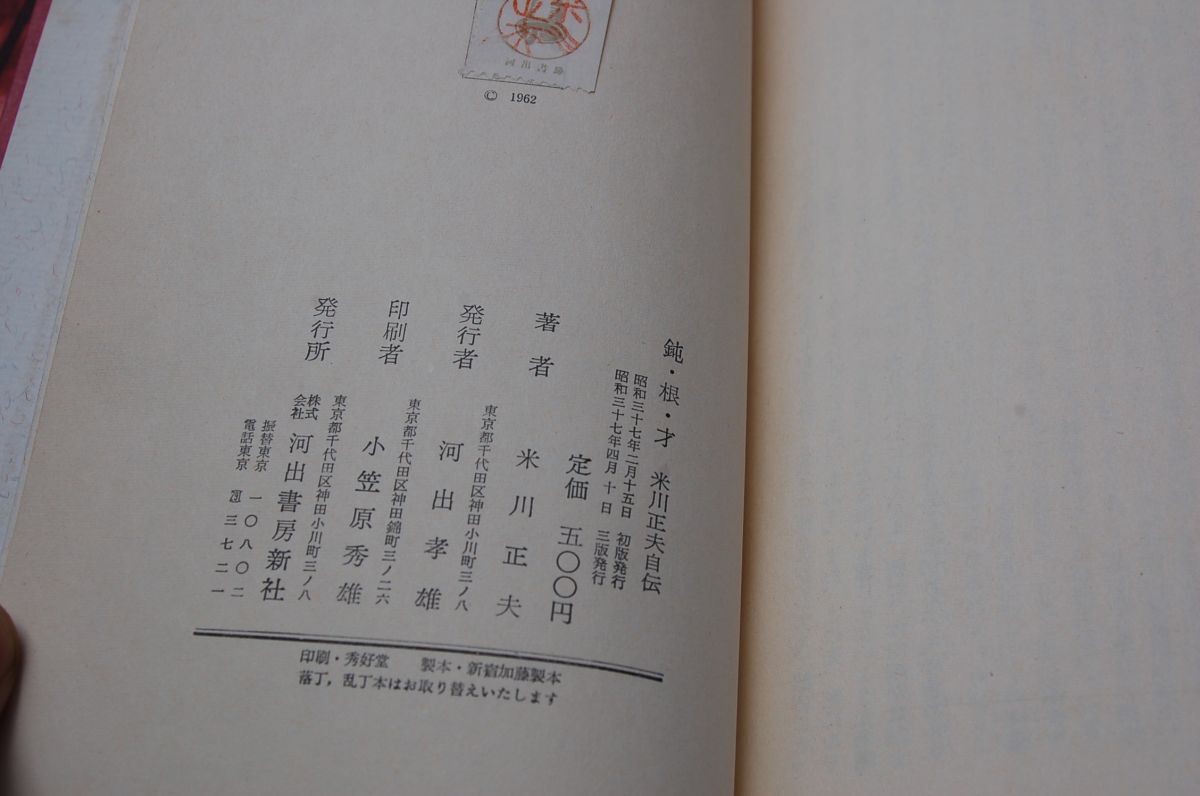 河出書房
© 1962
鈍・根・才　米川正夫自伝
昭和三十七年二月十五日　初版発行
昭和三十七年四月十日　三版発行
定価　五〇〇円
著者　米川正夫
東京都千代田区神田小川町三ノ八
発行者　河出孝雄
東京都千代田区神田錦町三ノ二六
印刷者　小笠原秀雄
東京都千代田区神田小川町三ノ八
発行所　株式会社　河出書房新社
振替東京　一〇八〇二
電話東京　三七二一
印刷・秀好堂　製本・新宿加藤製本
落丁，乱丁本はお取り替えいたします